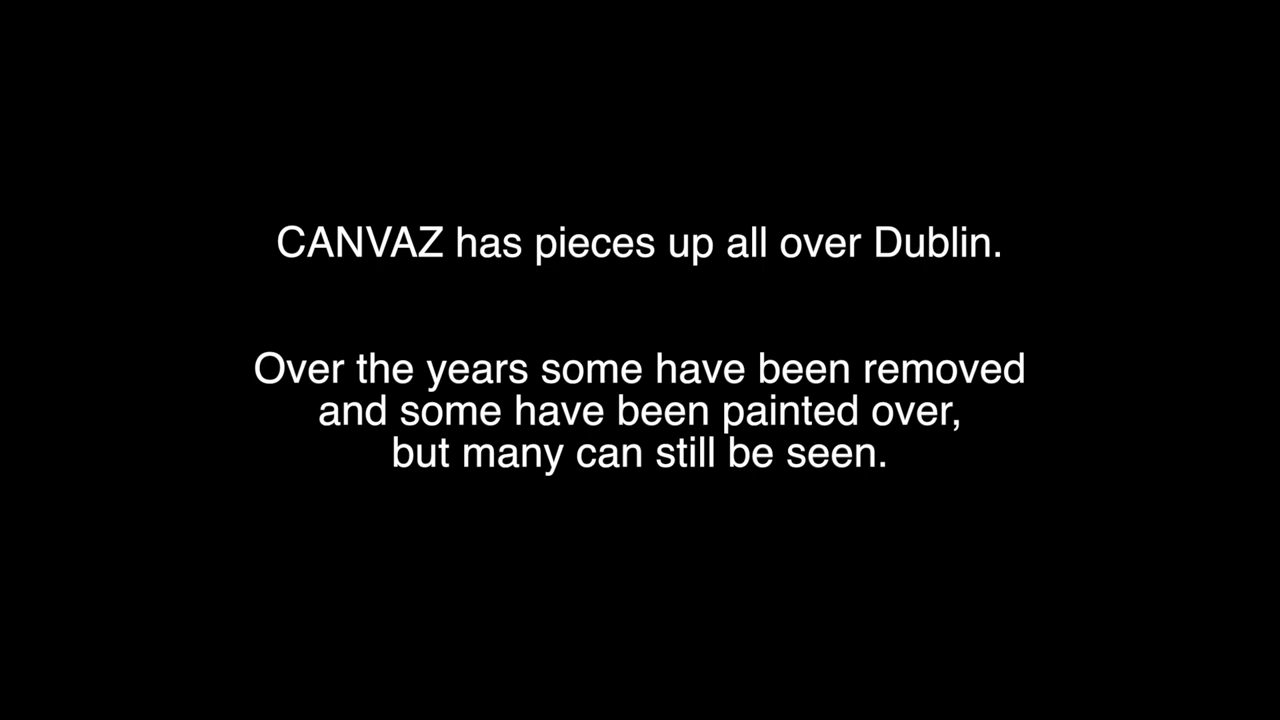 CANVAZ has pieces up all over Dublin.
Over the years some have been removed
and some have been painted over,
but many can still be seen.